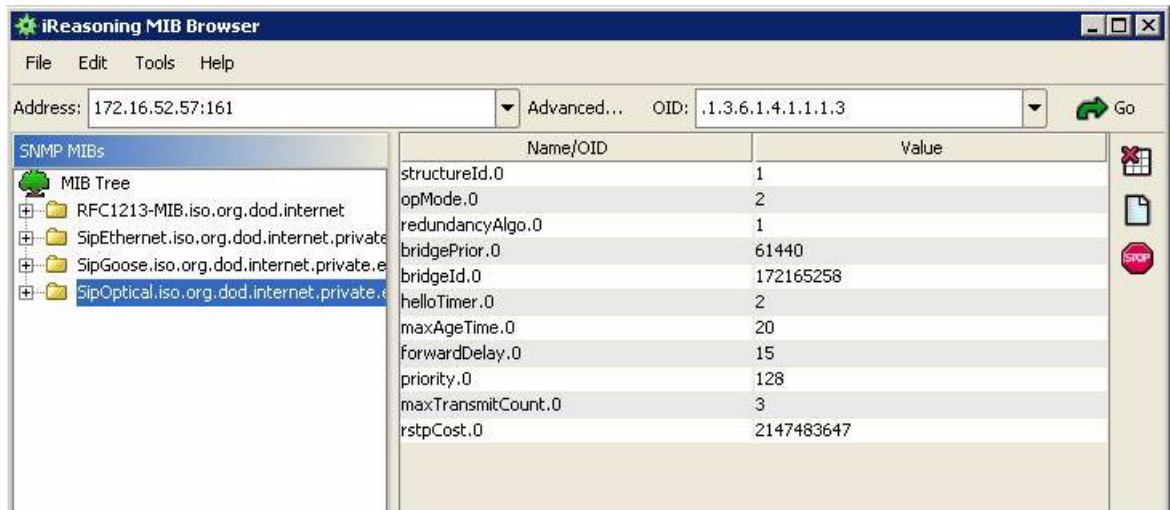 iReasoning MIB Browser
File Edit Tools Help
Address: 172.16.52.57:161 Advanced... OID: .1.3.6.1.4.1.1.1.3 Go
SNMP MIBs
MIB Tree
RFC1213-MIB.iso.org.dod.internet
SipEthernet.iso.org.dod.internet.private
SipGoose.iso.org.dod.internet.private.e
SipOptical.iso.org.dod.internet.private.e
Name/OID Value
structureId.0 1
opMode.0 2
redundancyAlgo.0 1
bridgePrior.0 61440
bridgeId.0 172165258
helloTimer.0 2
maxAgeTime.0 20
forwardDelay.0 15
priority.0 128
maxTransmitCount.0 3
rstpCost.0 2147483647
STOP